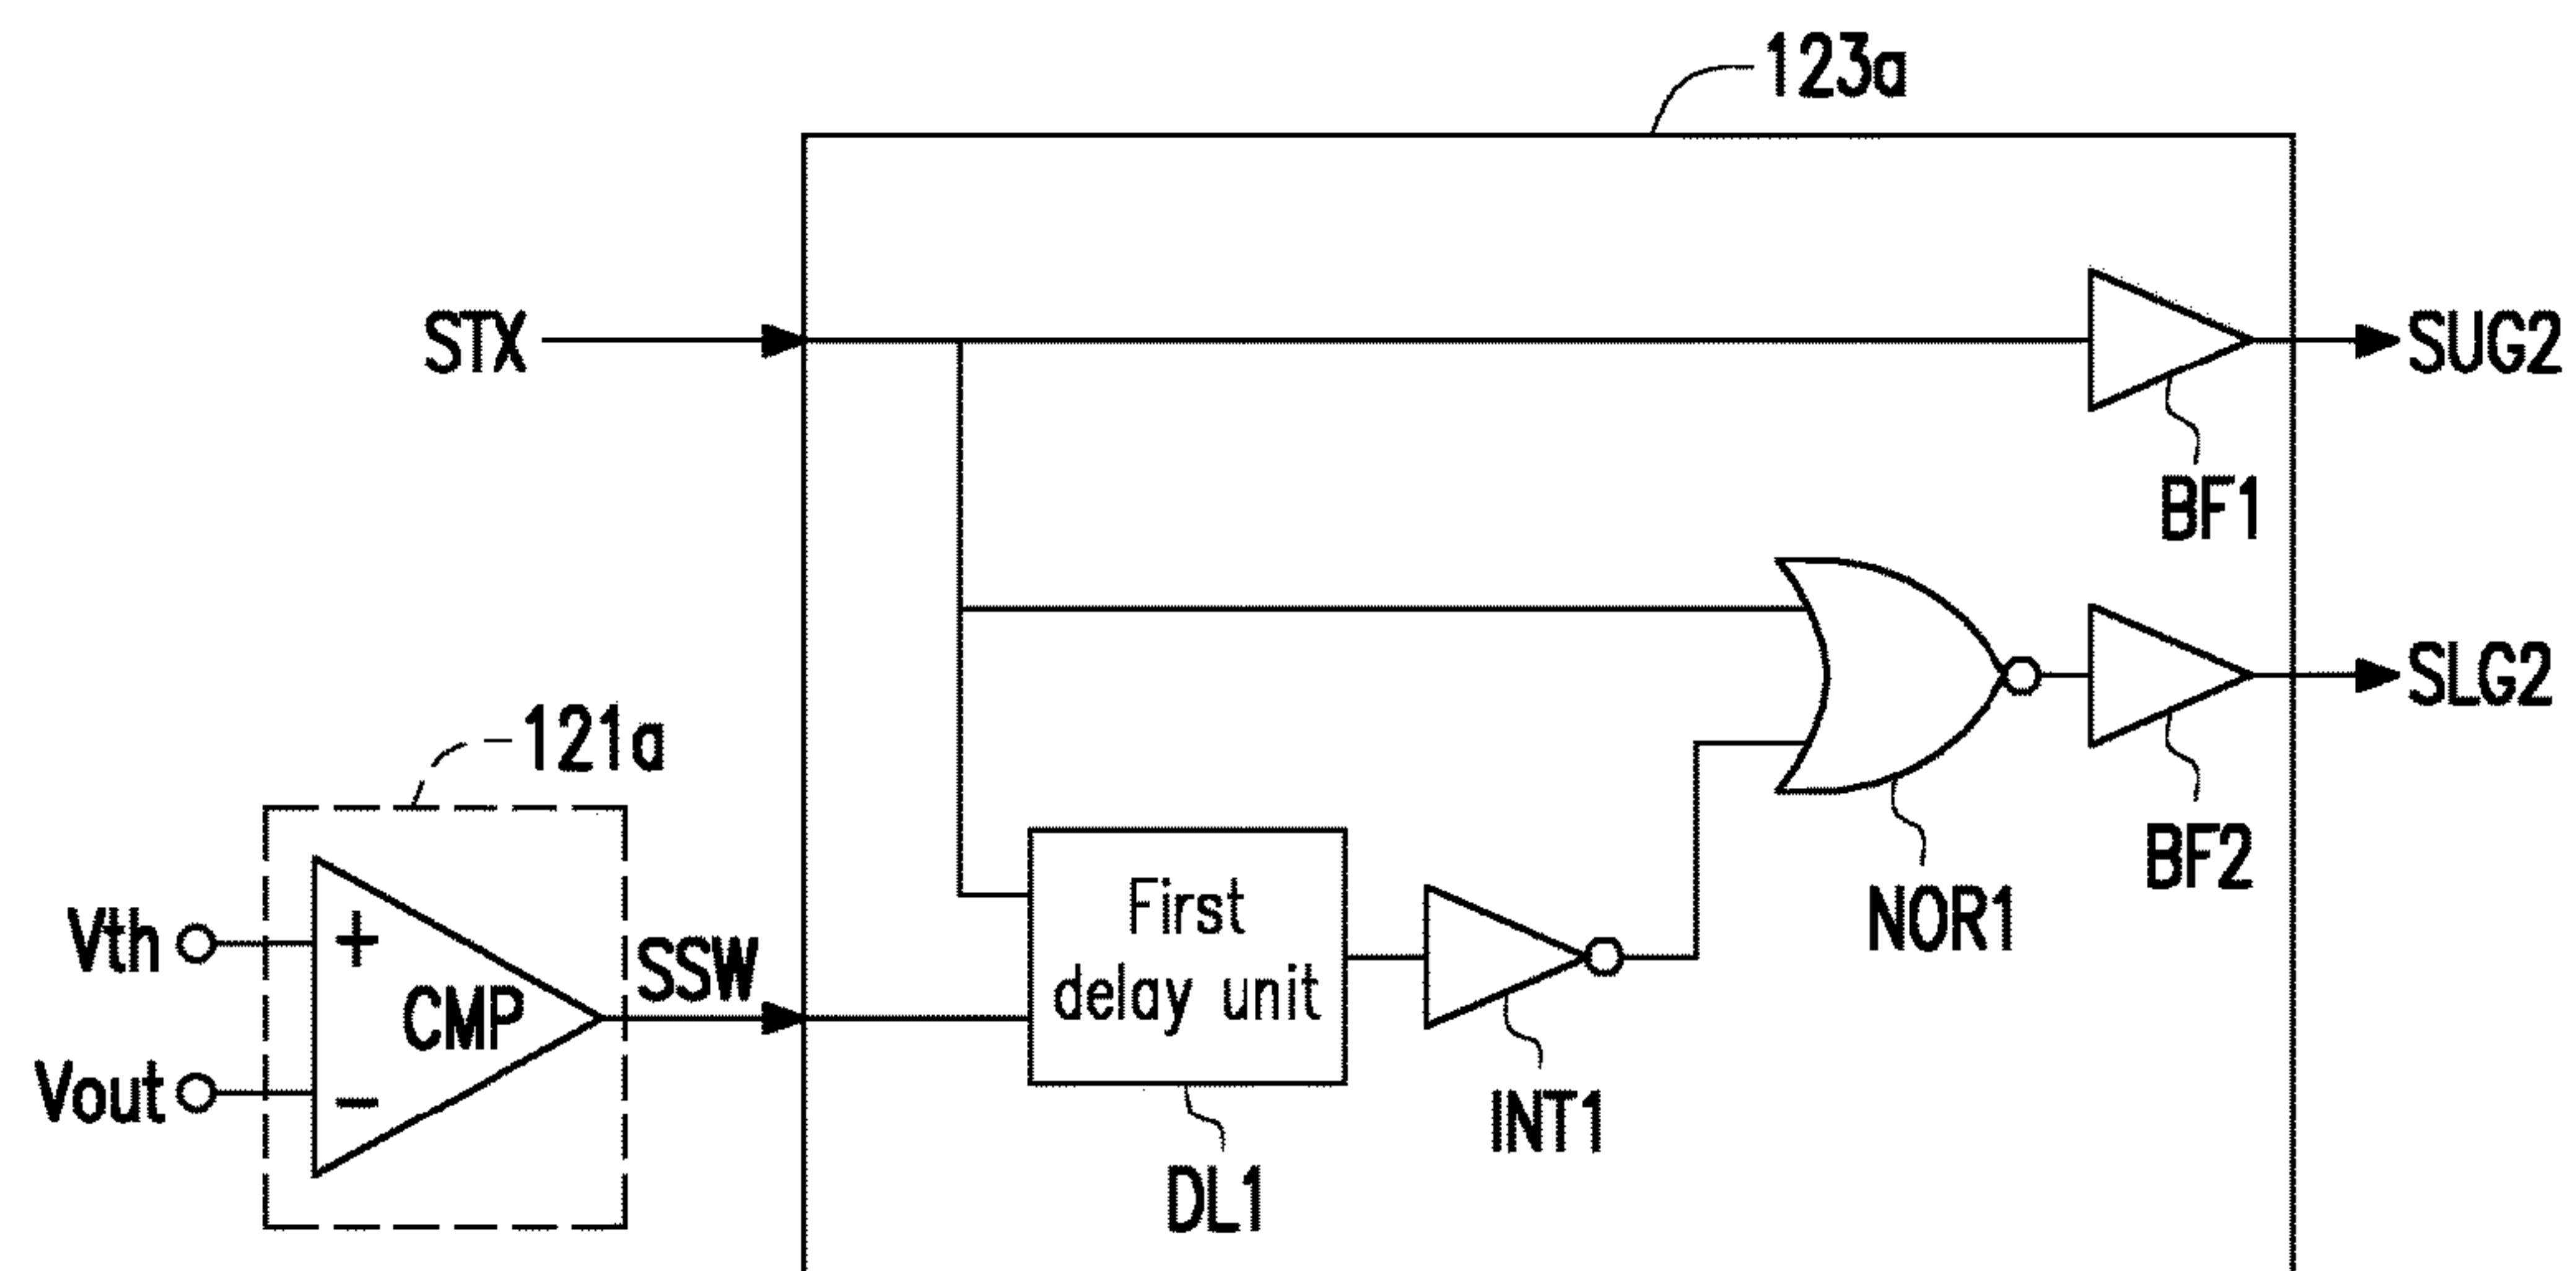 123a
STX
SUG2
BF1
SLG2
121a
BF2
NOR1
Vth
+
CMP
SSW
First
delay unit
Vout
−
INT1
DL1